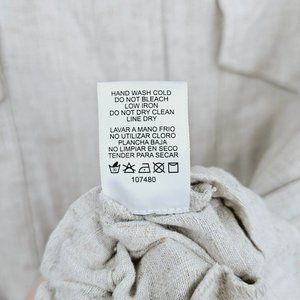 HAND WASH COLD
DO NOT BLEACH
LOW IRON
DO NOT DRY CLEAN
LINE DRY
LAVAR A MANO FRIO
NO UTILIZAR CLORO
PLANCHA BAJA
NO LIMPIAR EN SECO
TENDER PARA SECAR
107480